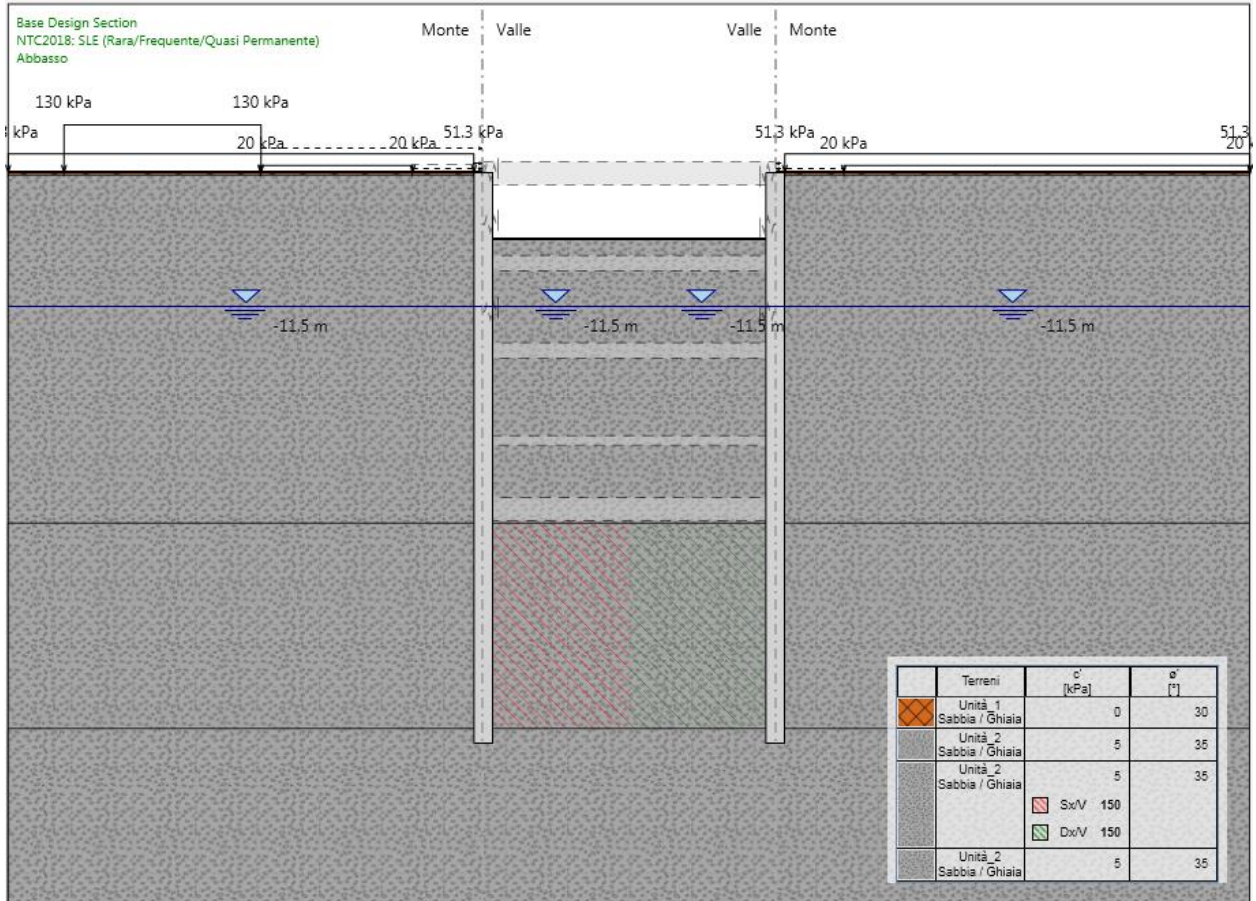 Base Design Section
NTC2018: SLE (Rara/Frequente/Quasi Permanente)
Abbasso
Monte Valle Valle Monte
130 kPa 130 kPa
kPa 20 kPa 20 kPa 51.3 kPa 51.3 kPa 20 kPa 51.3
20
-11.5 m -11.5 m -11.5 m -11.5 m
Terreni c' [kPa] ø' [°]
Unità_1
Sabbia / Ghiaia 0 30
Unità_2
Sabbia / Ghiaia 5 35
Unità_2
Sabbia / Ghiaia 5 35
Sx/V 150
Dx/V 150
Unità_2
Sabbia / Ghiaia 5 35